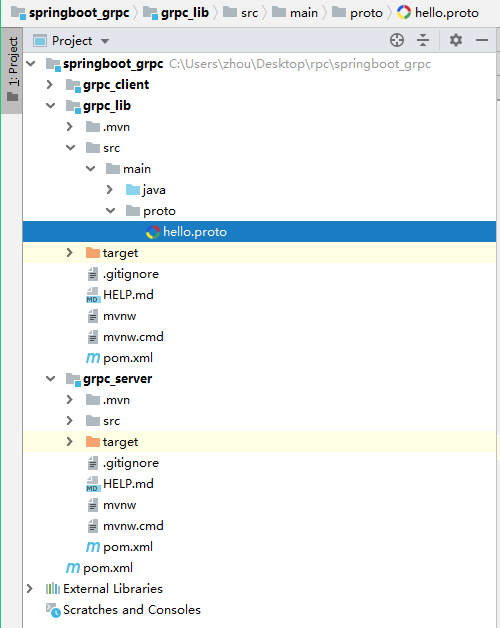 springboot_grpc grpc_lib src main proto hello.proto
1: Project
Project
springboot_grpc C:\Users\zhou\Desktop\rpc\springboot_grpc
grpc_client
grpc_lib
.mvn
src
main
java
proto
hello.proto
target
.gitignore
MD HELP.md
mvnw
mvnw.cmd
m pom.xml
grpc_server
.mvn
src
target
.gitignore
MD HELP.md
mvnw
mvnw.cmd
m pom.xml
m pom.xml
External Libraries
Scratches and Consoles